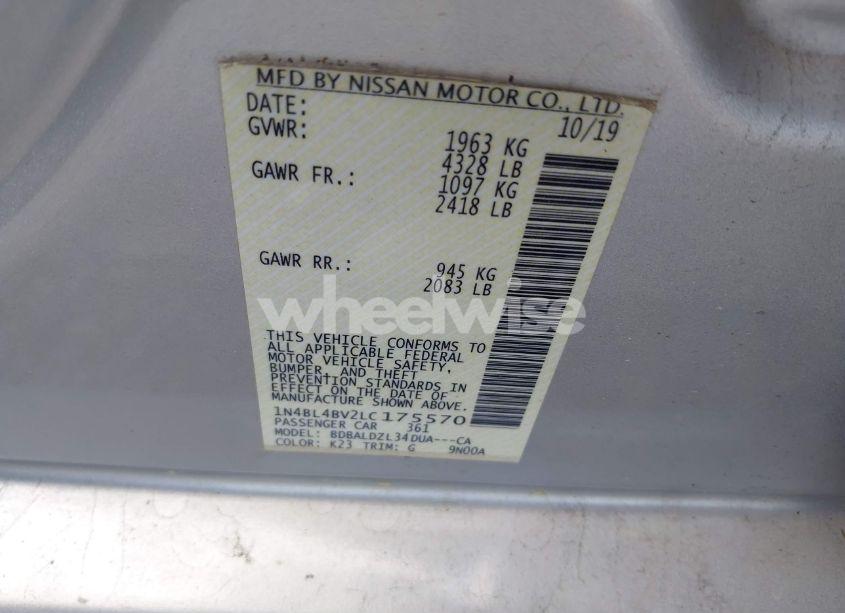 MFD BY NISSAN MOTOR CO., LTD.
DATE: 10/19
GVWR: 1963 KG
4328 LB
GAWR FR.: 1097 KG
2418 LB
GAWR RR.: 945 KG
2083 LB
wheelwise
THIS VEHICLE CONFORMS TO
ALL APPLICABLE FEDERAL
MOTOR VEHICLE SAFETY,
BUMPER, AND THEFT
PREVENTION STANDARDS IN
EFFECT ON THE DATE OF
MANUFACTURE SHOWN ABOVE.
1N4BL4BV2LC175570
PASSENGER CAR 361
MODEL: BDBALDZL34DUA---CA
COLOR: K23 TRIM: G 9N00A